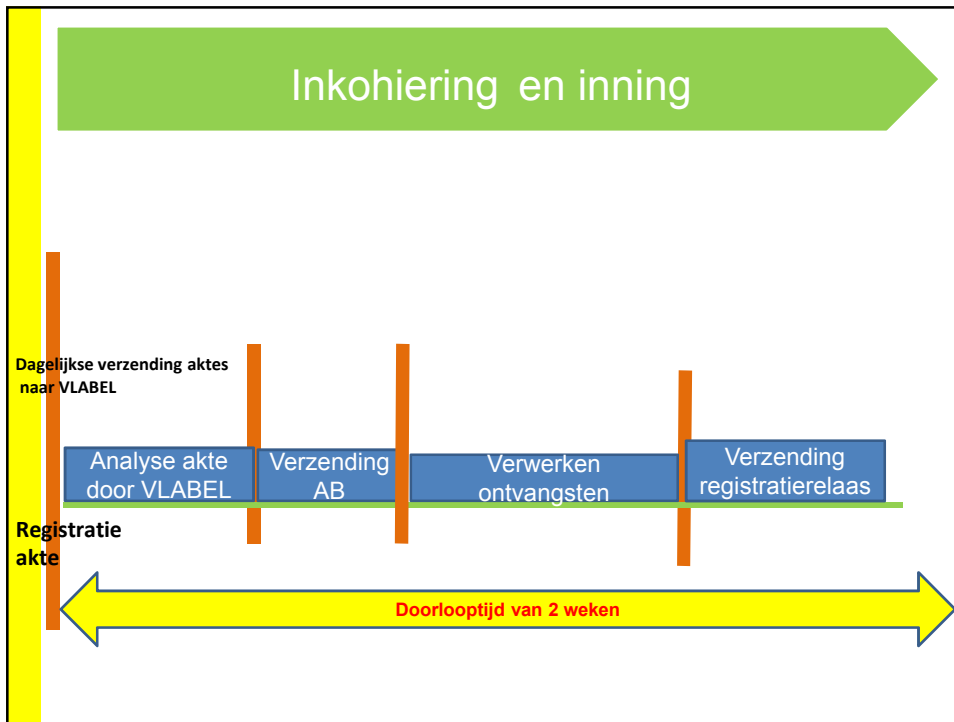 Inkohiering en inning
Dagelijkse verzending aktes
naar VLABEL
Analyse akte
door VLABEL
Verzending
AB
Verwerken
ontvangsten
Verzending
registratierelaas
Registratie
akte
Doorlooptijd van 2 weken